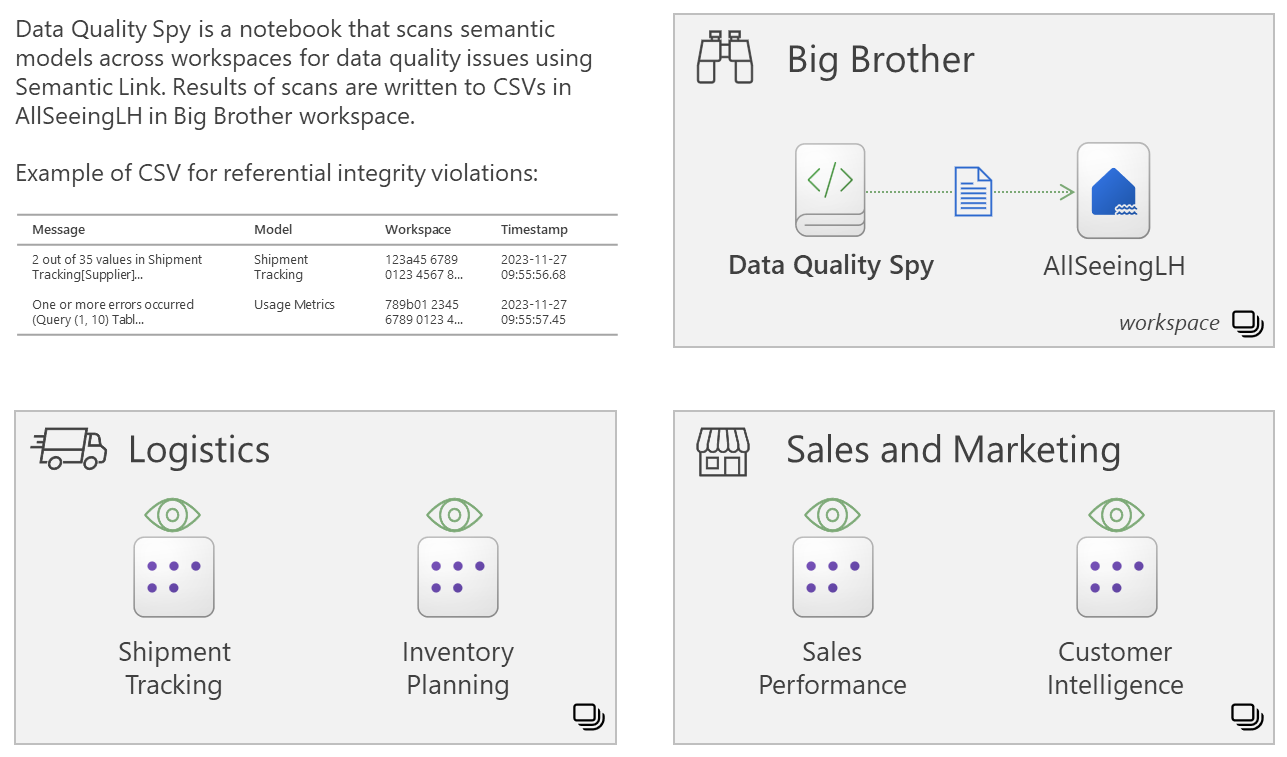 Data Quality Spy is a notebook that scans semantic
models across workspaces for data quality issues using
Semantic Link. Results of scans are written to CSVs in
AllSeeingLH in Big Brother workspace.
Example of CSV for referential integrity violations:
Message Model Workspace Timestamp
2 out of 35 values in Shipment Shipment 123a45 6789 2023-11-27
Tracking[Supplier]... Tracking 0123 4567 8... 09:55:56.68
One or more errors occurred Usage Metrics 789b01 2345 2023-11-27
(Query (1, 10) Tabl... 6789 0123 4... 09:55:57.45
Big Brother
Data Quality Spy
AllSeeingLH
workspace
Logistics
Shipment
Tracking
Inventory
Planning
Sales and Marketing
Sales
Performance
Customer
Intelligence